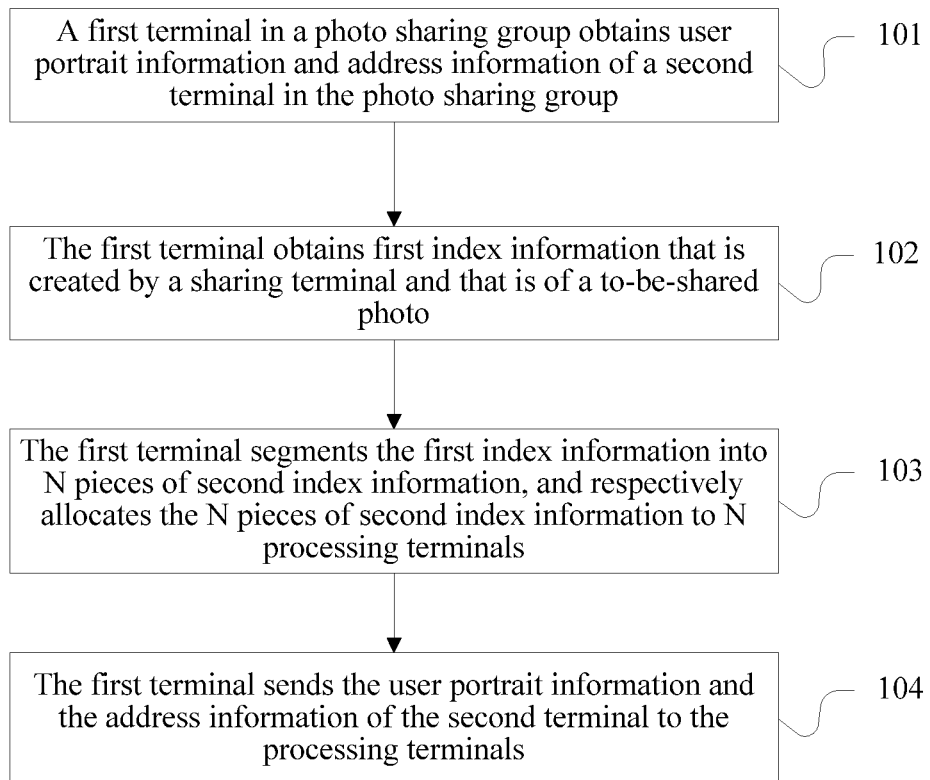 A first terminal in a photo sharing group obtains user
portrait information and address information of a second
terminal in the photo sharing group
101
The first terminal obtains first index information that is
created by a sharing terminal and that is of a to-be-shared
photo
102
The first terminal segments the first index information into
N pieces of second index information, and respectively
allocates the N pieces of second index information to N
processing terminals
103
The first terminal sends the user portrait information and
the address information of the second terminal to the
processing terminals
104